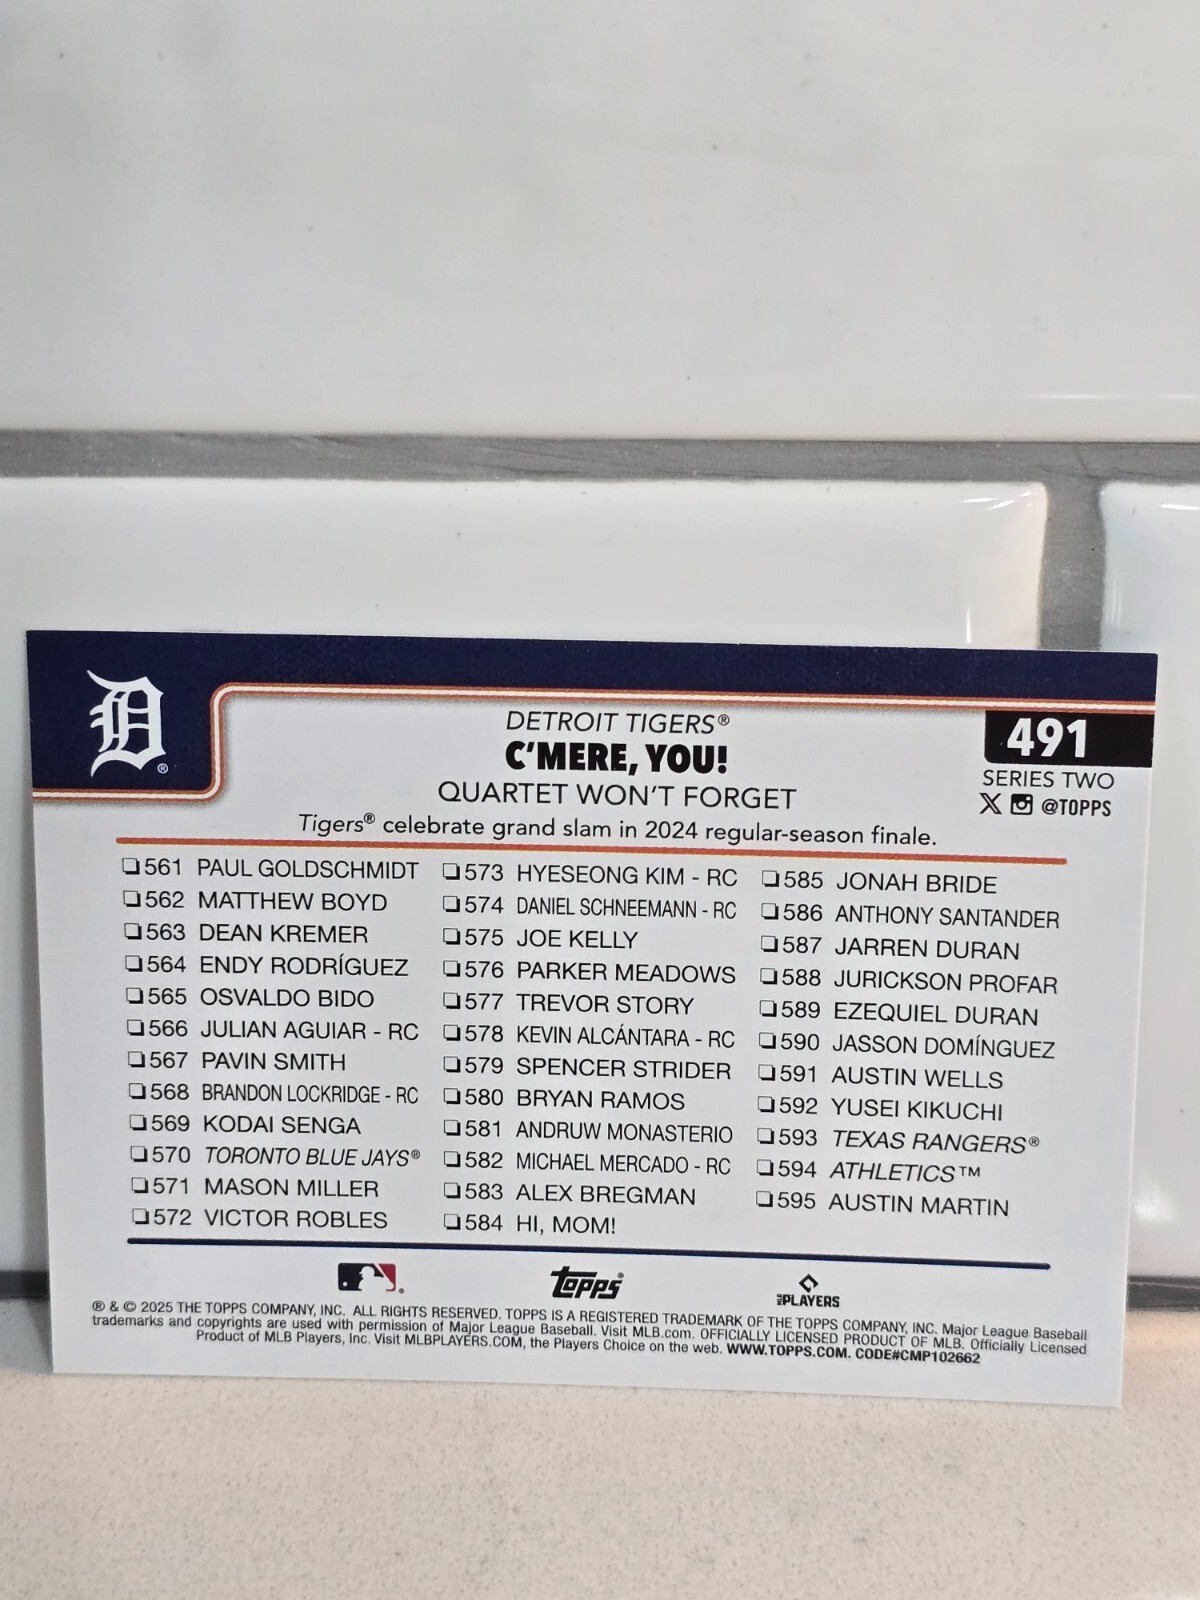 D®
DETROIT TIGERS®
C'MERE, YOU!
QUARTET WON'T FORGET
Tigers® celebrate grand slam in 2024 regular-season finale.
491
SERIES TWO
@TOPPS
561 PAUL GOLDSCHMIDT
562 MATTHEW BOYD
563 DEAN KREMER
564 ENDY RODRÍGUEZ
565 OSVALDO BIDO
566 JULIAN AGUIAR - RC
567 PAVIN SMITH
568 BRANDON LOCKRIDGE - RC
569 KODAI SENGA
570 TORONTO BLUE JAYS®
571 MASON MILLER
572 VICTOR ROBLES
573 HYESEONG KIM - RC
574 DANIEL SCHNEEMANN - RC
575 JOE KELLY
576 PARKER MEADOWS
577 TREVOR STORY
578 KEVIN ALCÁNTARA - RC
579 SPENCER STRIDER
580 BRYAN RAMOS
581 ANDRUW MONASTERIO
582 MICHAEL MERCADO - RC
583 ALEX BREGMAN
584 HI, MOM!
585 JONAH BRIDE
586 ANTHONY SANTANDER
587 JARREN DURAN
588 JURICKSON PROFAR
589 EZEQUIEL DURAN
590 JASSON DOMÍNGUEZ
591 AUSTIN WELLS
592 YUSEI KIKUCHI
593 TEXAS RANGERS®
594 ATHLETICS™
595 AUSTIN MARTIN
topps®
MLB PLAYERS
® & © 2025 THE TOPPS COMPANY, INC. ALL RIGHTS RESERVED. TOPPS IS A REGISTERED TRADEMARK OF THE TOPPS COMPANY, INC. Major League Baseball
trademarks and copyrights are used with permission of Major League Baseball. Visit MLB.com. OFFICIALLY LICENSED PRODUCT OF MLB. Officially Licensed
Product of MLB Players, Inc. Visit MLBPLAYERS.COM, the Players Choice on the web. WWW.TOPPS.COM. CODE#CMP102662